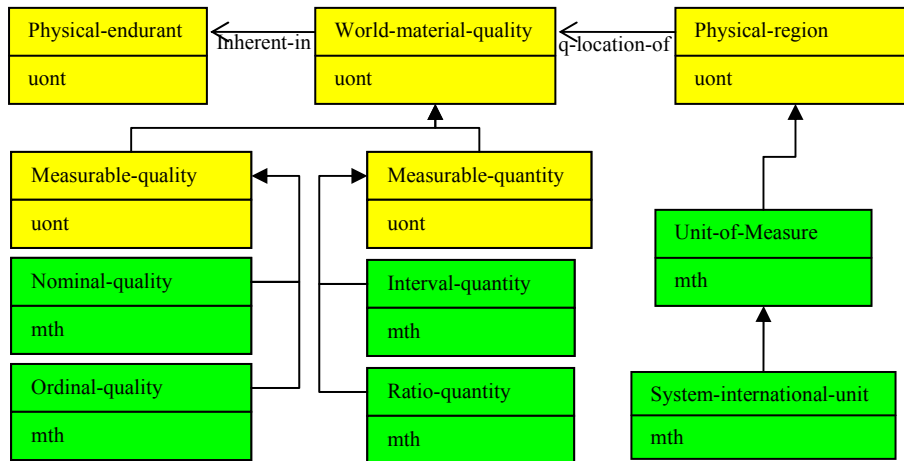 Physical-endurant
uont
Inherent-in
World-material-quality
uont
q-location-of
Physical-region
uont
Measurable-quality
uont
Measurable-quantity
uont
Unit-of-Measure
mth
Nominal-quality
mth
Interval-quantity
mth
Ordinal-quality
mth
Ratio-quantity
mth
System-international-unit
mth